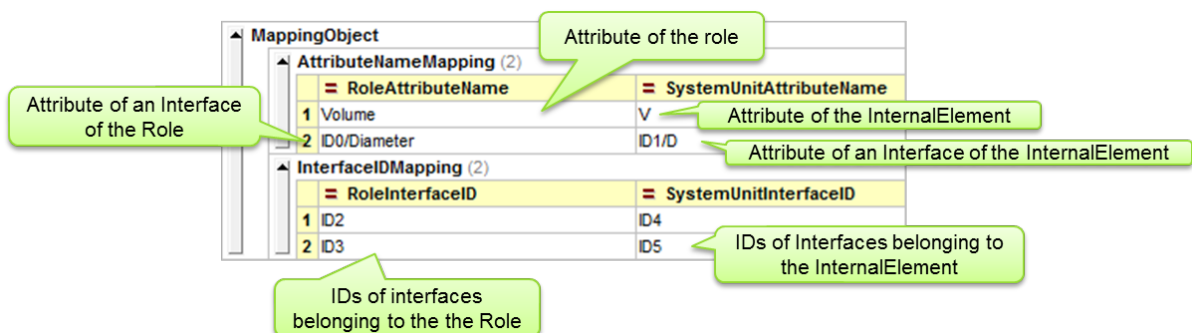 MappingObject
Attribute of the role
AttributeNameMapping (2)
= RoleAttributeName = SystemUnitAttributeName
Attribute of an Interface
of the Role
1 Volume V
Attribute of the InternalElement
2 ID0/Diameter ID1/D
Attribute of an Interface of the InternalElement
InterfaceIDMapping (2)
= RoleInterfaceID = SystemUnitInterfaceID
1 ID2 ID4
2 ID3 ID5
IDs of Interfaces belonging to
the InternalElement
IDs of interfaces
belonging to the the Role